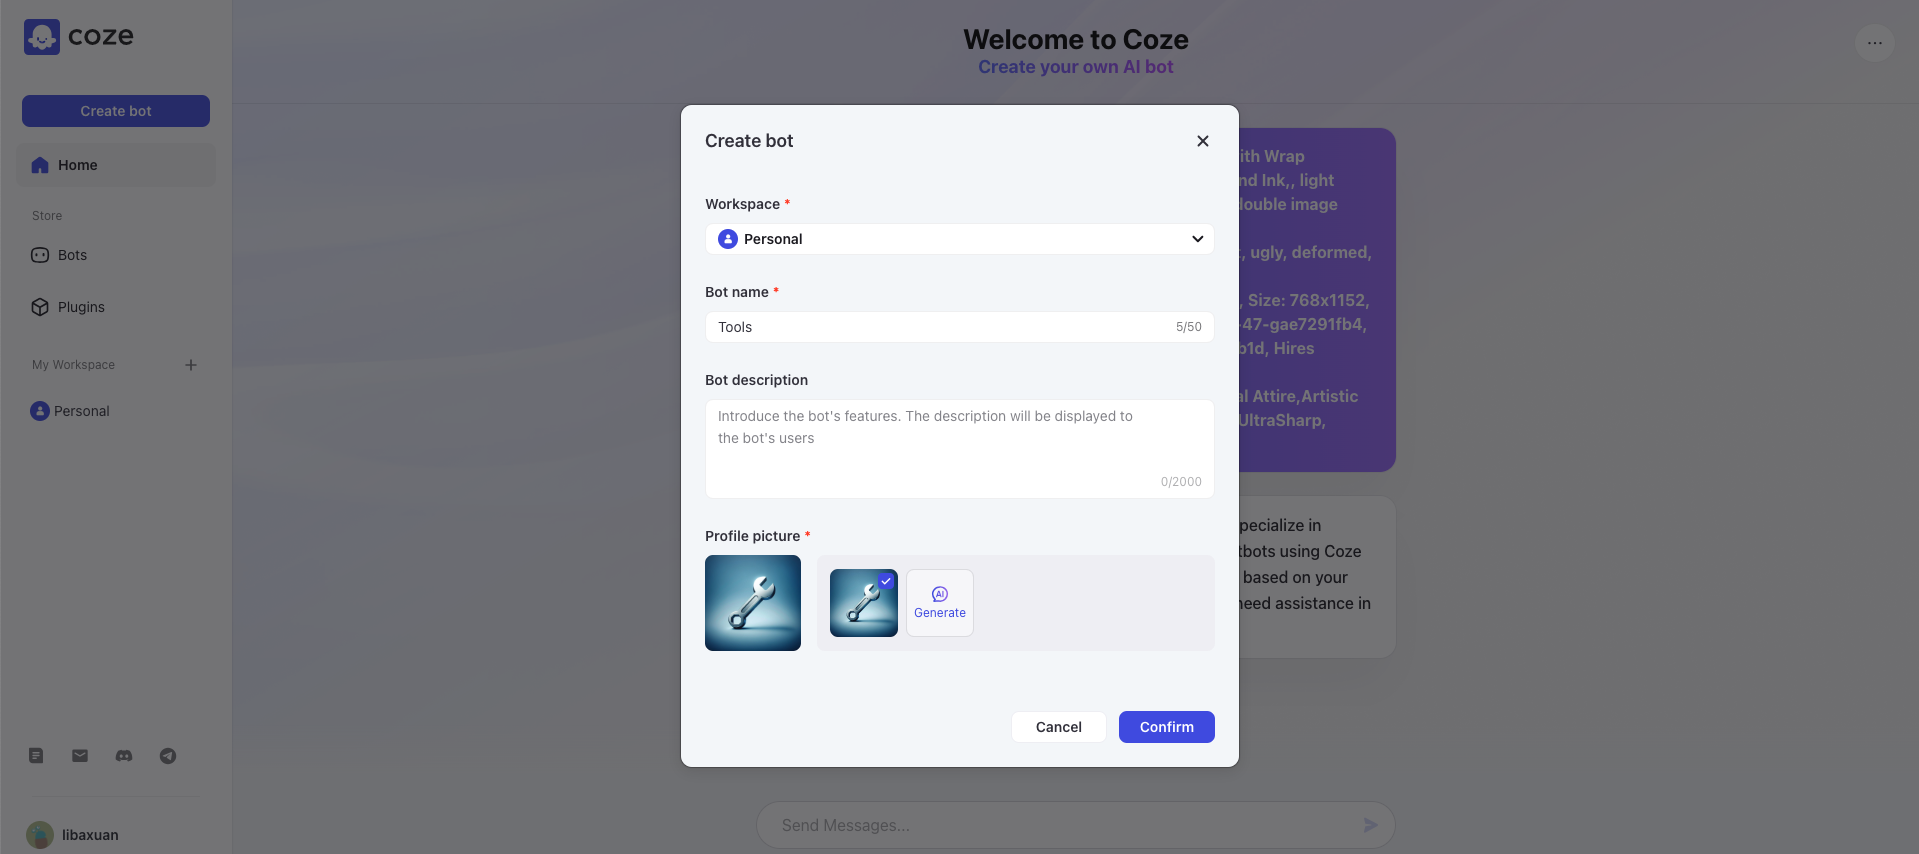 coze
Create bot
Home
Store
Bots
Plugins
My Workspace
Personal
libaxuan
Welcome to Coze
Create your own AI bot
Create bot
Workspace *
Personal
Bot name *
Tools
5/50
Bot description
Introduce the bot's features. The description will be displayed to
the bot's users
0/2000
Profile picture *
AI
Generate
Cancel
Confirm
Wrap
Ink,, light
double image
, ugly, deformed,
, Size: 768x1152,
-47-gae7291fb4,
b1d, Hires
Attire,Artistic
UltraSharp,
pecialize in
tbots using Coze
based on your
need assistance in
Send Messages...